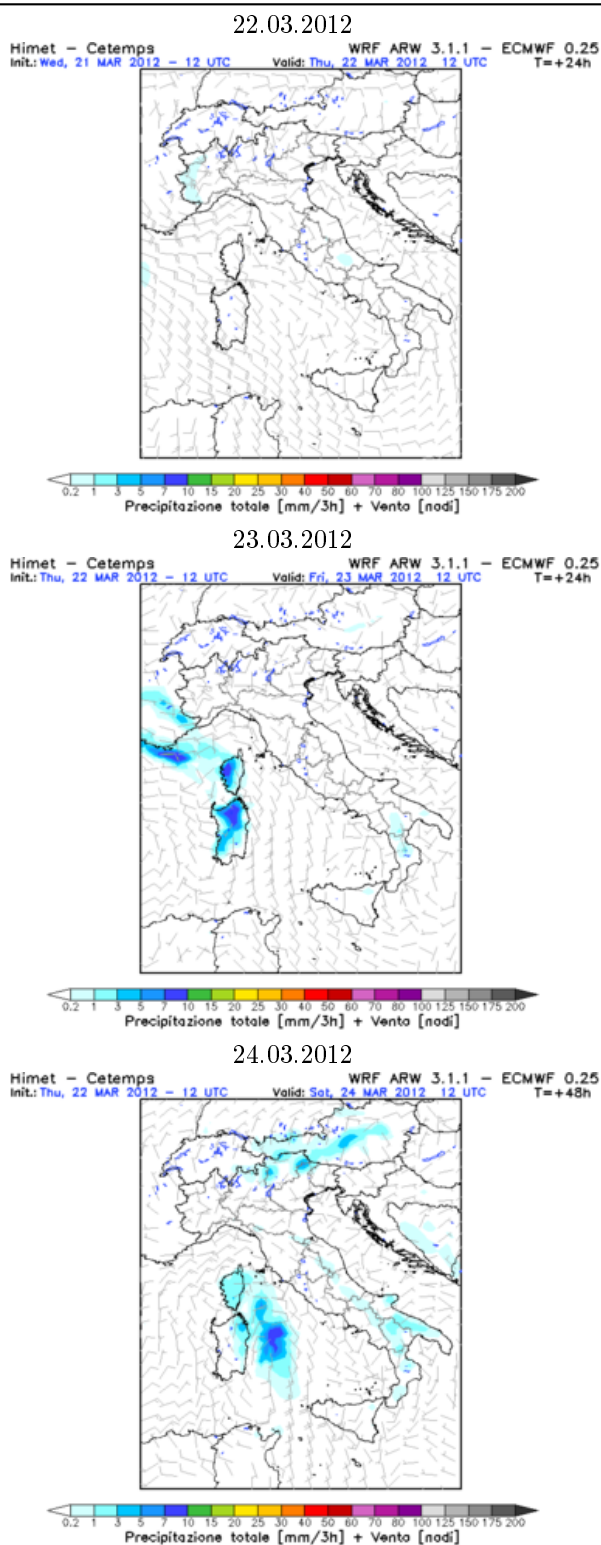 22.03.2012
Himet - Cetemps WRF ARW 3.1.1 - ECMWF 0.25
Init.: Wed, 21 MAR 2012 - 12 UTC Valid: Thu, 22 MAR 2012 12 UTC T=+24h
0.2 1 3 5 7 10 15 20 25 30 40 50 60 70 80 100 125 150 175 200
Precipitazione totale [mm/3h] + Vento [nodi]
23.03.2012
Himet - Cetemps WRF ARW 3.1.1 - ECMWF 0.25
Init.: Thu, 22 MAR 2012 - 12 UTC Valid: Fri, 23 MAR 2012 12 UTC T=+24h
0.2 1 3 5 7 10 15 20 25 30 40 50 60 70 80 100 125 150 175 200
Precipitazione totale [mm/3h] + Vento [nodi]
24.03.2012
Himet - Cetemps WRF ARW 3.1.1 - ECMWF 0.25
Init.: Thu, 22 MAR 2012 - 12 UTC Valid: Sat, 24 MAR 2012 12 UTC T=+48h
0.2 1 3 5 7 10 15 20 25 30 40 50 60 70 80 100 125 150 175 200
Precipitazione totale [mm/3h] + Vento [nodi]